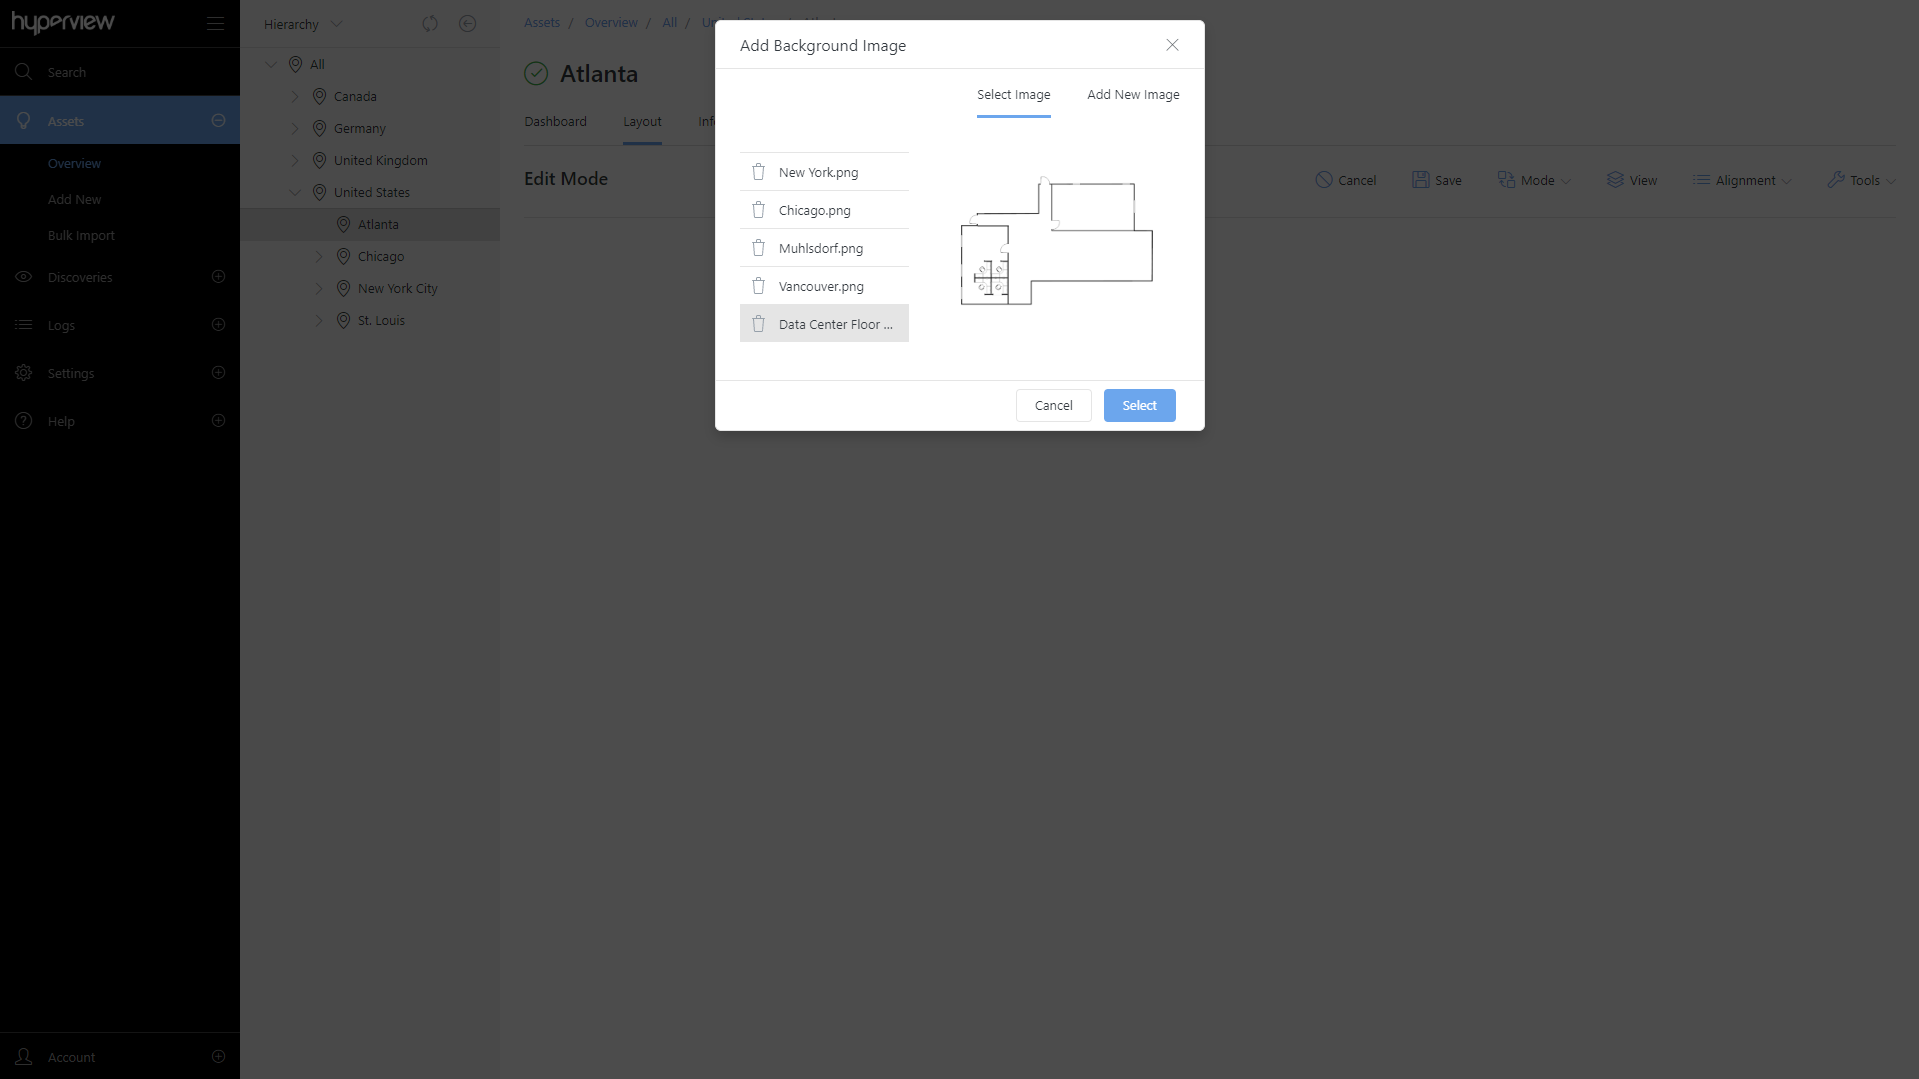 hyperview
Search
Assets
Overview
Add New
Bulk Import
Discoveries
Logs
Settings
Help
Account
Hierarchy
All
Canada
Germany
United Kingdom
United States
Atlanta
Chicago
New York City
St. Louis
Assets / Overview / All /
Atlanta
Dashboard Layout
Edit Mode
Cancel Save Mode View Alignment Tools
Add Background Image
Select Image Add New Image
New York.png
Chicago.png
Muhlsdorf.png
Vancouver.png
Data Center Floor ...
Cancel Select